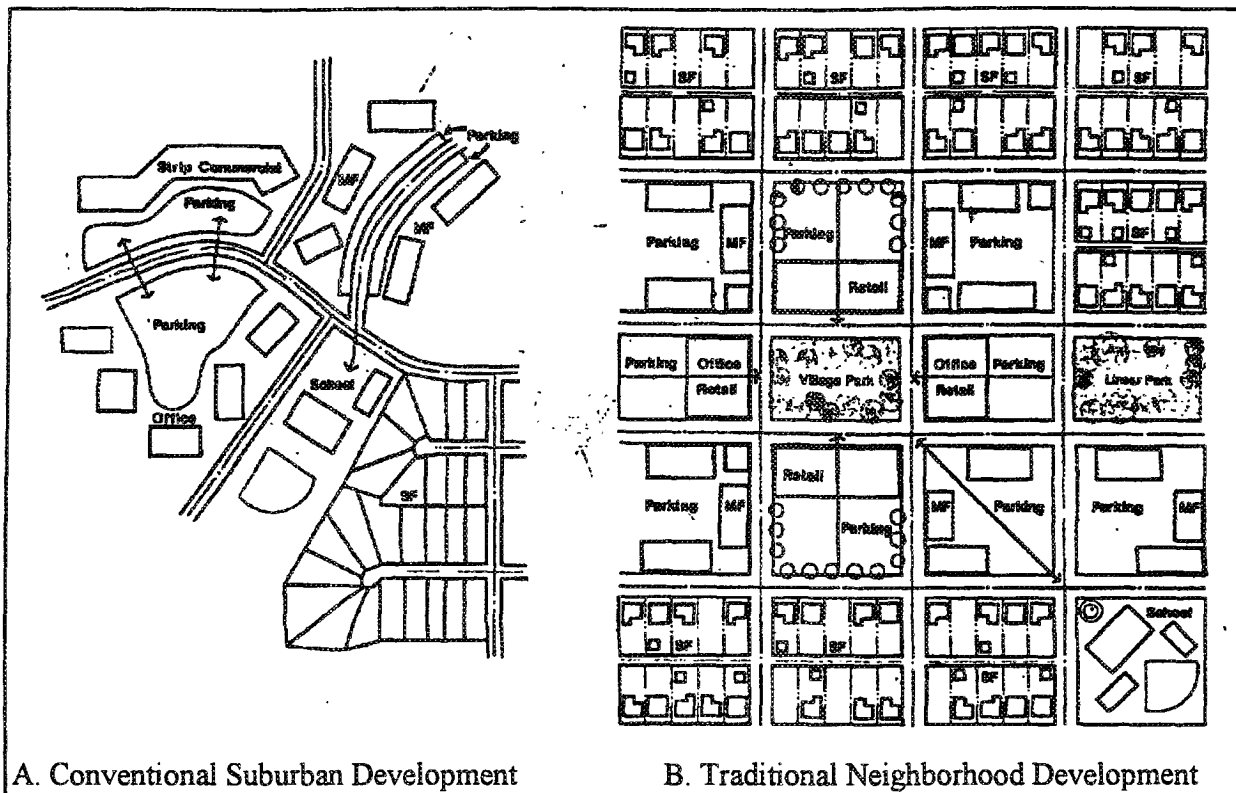 Parking
Strip Commercial
MF
Parking
MF
Parking
School
Office
SF
A. Conventional Suburban Development
SF
SF
SF
SF
Parking
MF
Parking
Retail
MF
Parking
SF
Parking
Office
Retail
Village Park
Office
Parking
Retail
Linear Park
Parking
MF
Retail
Parking
MF
Parking
Parking
MF
SF
SF
SF
School
B. Traditional Neighborhood Development